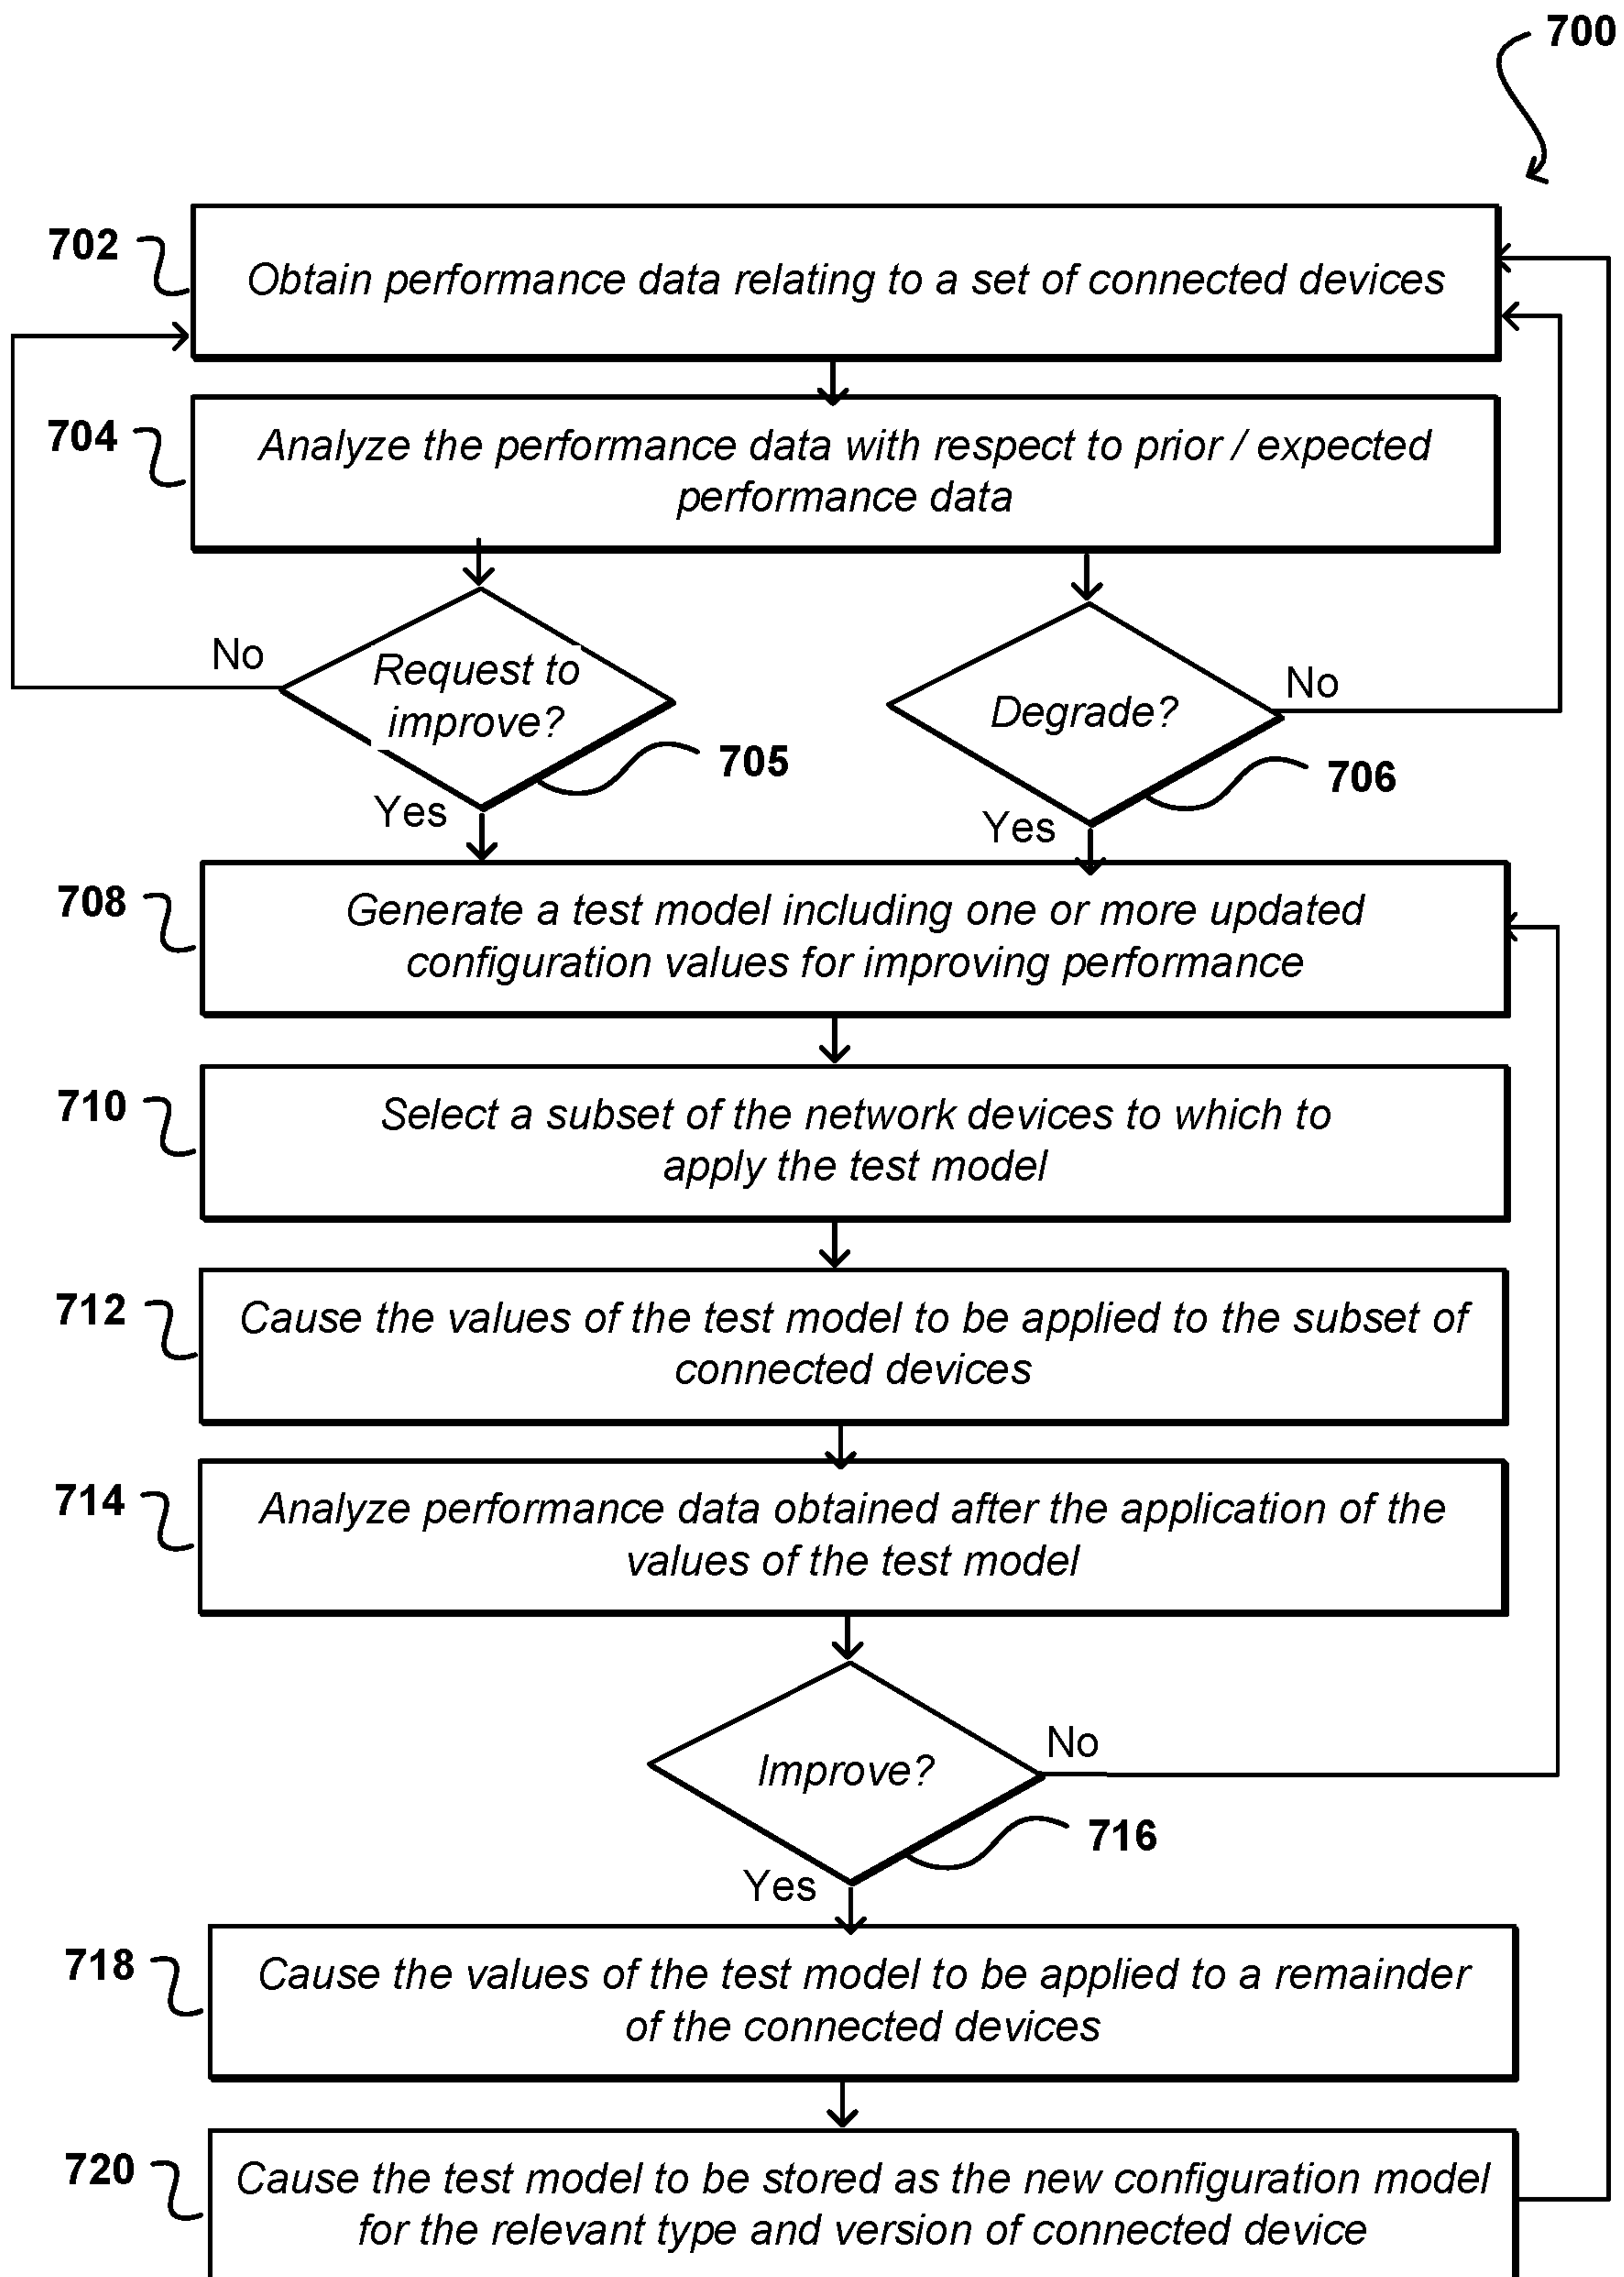 700
702
Obtain performance data relating to a set of connected devices
704
Analyze the performance data with respect to prior / expected
performance data
No
Request to
improve?
705
Yes
Degrade?
No
706
Yes
708
Generate a test model including one or more updated
configuration values for improving performance
710
Select a subset of the network devices to which to
apply the test model
712
Cause the values of the test model to be applied to the subset of
connected devices
714
Analyze performance data obtained after the application of the
values of the test model
Improve?
No
716
Yes
718
Cause the values of the test model to be applied to a remainder
of the connected devices
720
Cause the test model to be stored as the new configuration model
for the relevant type and version of connected device